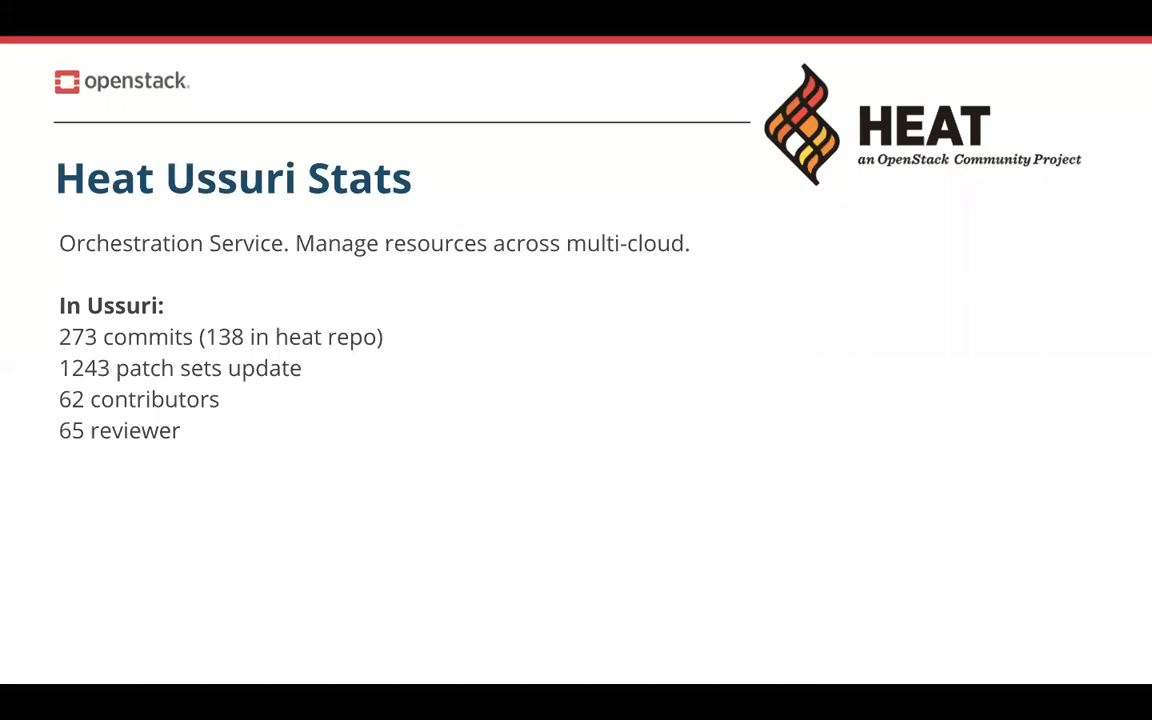 openstack.
HEAT
an OpenStack Community Project
Heat Ussuri Stats
Orchestration Service. Manage resources across multi-cloud.
In Ussuri:
273 commits (138 in heat repo)
1243 patch sets update
62 contributors
65 reviewer